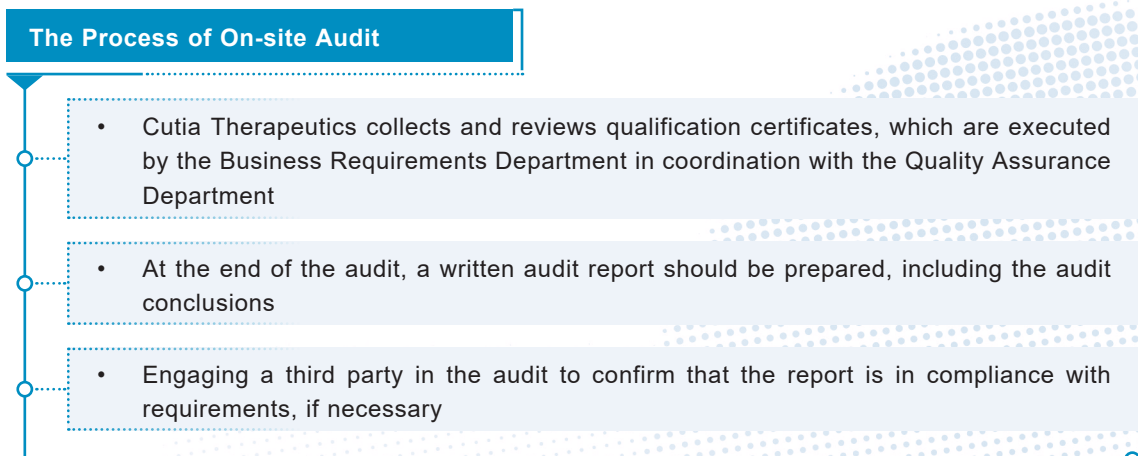 The Process of On-site Audit
• Cutia Therapeutics collects and reviews qualification certificates, which are executed
by the Business Requirements Department in coordination with the Quality Assurance
Department
• At the end of the audit, a written audit report should be prepared, including the audit
conclusions
• Engaging a third party in the audit to confirm that the report is in compliance with
requirements, if necessary